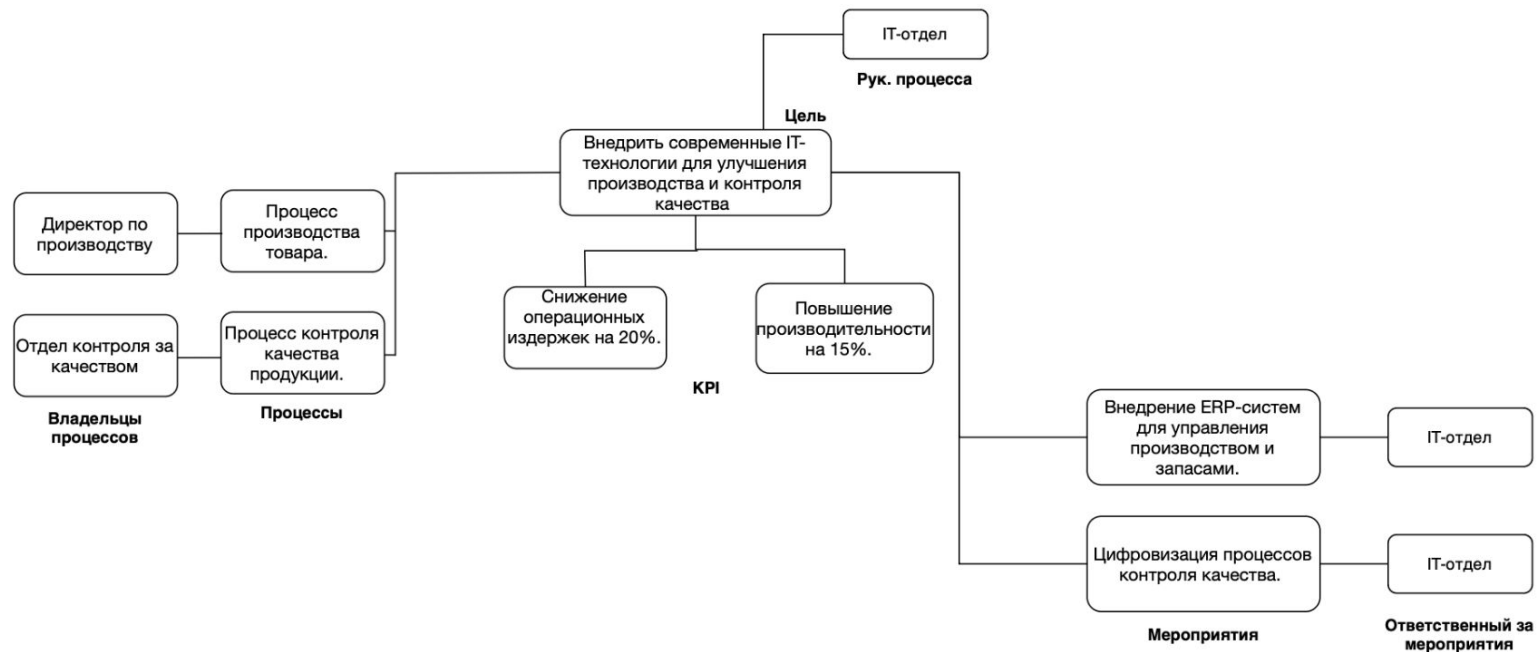 IT-отдел
Рук. процесса
Цель
Внедрить современные IT-
технологии для улучшения
производства и контроля
качества
Директор по
производству
Процесс
производства
товара.
Отдел контроля за
качеством
Процесс контроля
качества
продукции.
Владельцы
процессов
Процессы
Снижение
операционных
издержек на 20%.
Повышение
производительности
на 15%.
KPI
Внедрение ERP-систем
для управления
производством и
запасами.
IT-отдел
Цифровизация процессов
контроля качества.
IT-отдел
Мероприятия
Ответственный за
мероприятия